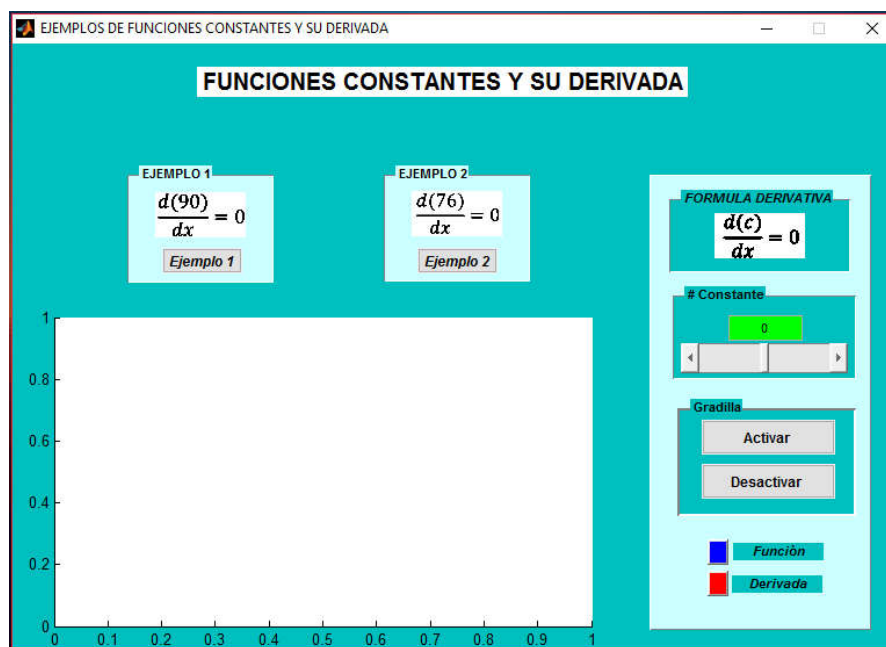 EJEMPLOS DE FUNCIONES CONSTANTES Y SU DERIVADA
FUNCIONES CONSTANTES Y SU DERIVADA
EJEMPLO 1
d(90)/dx = 0
Ejemplo 1
EJEMPLO 2
d(76)/dx = 0
Ejemplo 2
FORMULA DERIVATIVA
d(c)/dx = 0
# Constante
0
Gradilla
Activar
Desactivar
Funciòn
Derivada
1
0.8
0.6
0.4
0.2
0
0 0.1 0.2 0.3 0.4 0.5 0.6 0.7 0.8 0.9 1